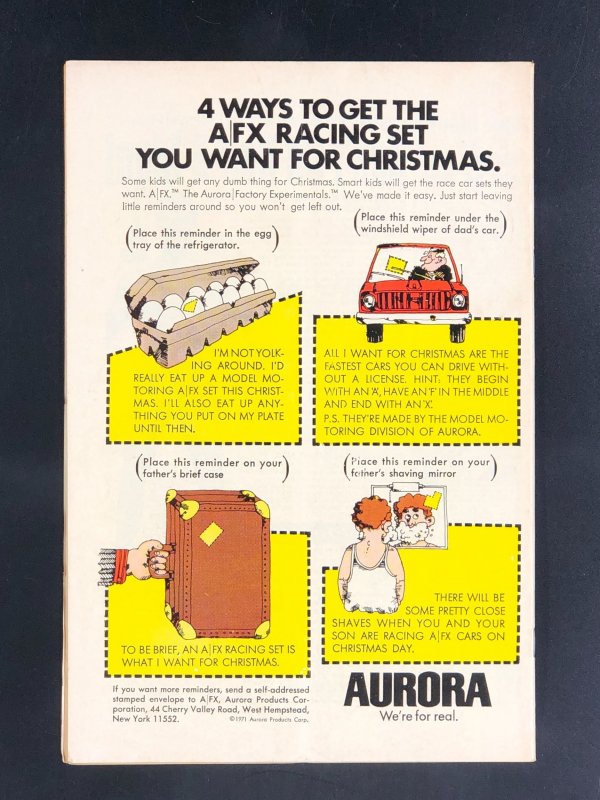 4 WAYS TO GET THE
A|FX RACING SET
YOU WANT FOR CHRISTMAS.
Some kids will get any dumb thing for Christmas. Smart kids will get the race car sets they
want. A|FX.™ The Aurora|Factory Experimentals.™ We've made it easy. Just start leaving
little reminders around so you won't get left out.
(Place this reminder in the egg
tray of the refrigerator.)
(Place this reminder under the
windshield wiper of dad's car.)
I'M NOT YOLK-
ING AROUND. I'D
REALLY EAT UP A MODEL MO-
TORING A|FX SET THIS CHRIST-
MAS. I'LL ALSO EAT UP ANY-
THING YOU PUT ON MY PLATE
UNTIL THEN.
ALL I WANT FOR CHRISTMAS ARE THE
FASTEST CARS YOU CAN DRIVE WITH-
OUT A LICENSE. HINT: THEY BEGIN
WITH AN 'A', HAVE AN 'F' IN THE MIDDLE
AND END WITH AN 'X'.
P.S. THEY'RE MADE BY THE MODEL MO-
TORING DIVISION OF AURORA.
(Place this reminder on your
father's brief case)
(Place this reminder on your
father's shaving mirror)
TO BE BRIEF, AN A|FX RACING SET IS
WHAT I WANT FOR CHRISTMAS.
THERE WILL BE
SOME PRETTY CLOSE
SHAVES WHEN YOU AND YOUR
SON ARE RACING A|FX CARS ON
CHRISTMAS DAY.
If you want more reminders, send a self-addressed
stamped envelope to A|FX, Aurora Products Cor-
poration, 44 Cherry Valley Road, West Hempstead,
New York 11552. ©1971 Aurora Products Corp.
AURORA
We're for real.